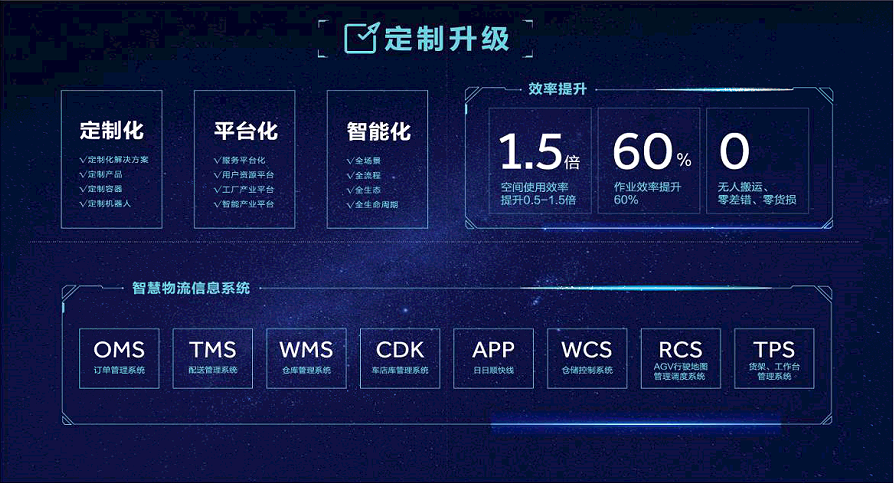 定制升级
定制化
✓定制化解决方案
✓定制产品
✓定制容器
✓定制机器人
平台化
✓服务平台化
✓用户资源平台
✓工厂产业平台
✓智能产业平台
智能化
✓全场景
✓全流程
✓全生态
✓全生命周期
效率提升
1.5倍
空间使用效率
提升0.5-1.5倍
60%
作业效率提升
60%
0
无人搬运、
零差错、零货损
智慧物流信息系统
OMS
订单管理系统
TMS
配送管理系统
WMS
仓库管理系统
CDK
车店库管理系统
APP
日日顺快线
WCS
仓储控制系统
RCS
AGV行驶地图
管理调度系统
TPS
货架、工作台
管理系统